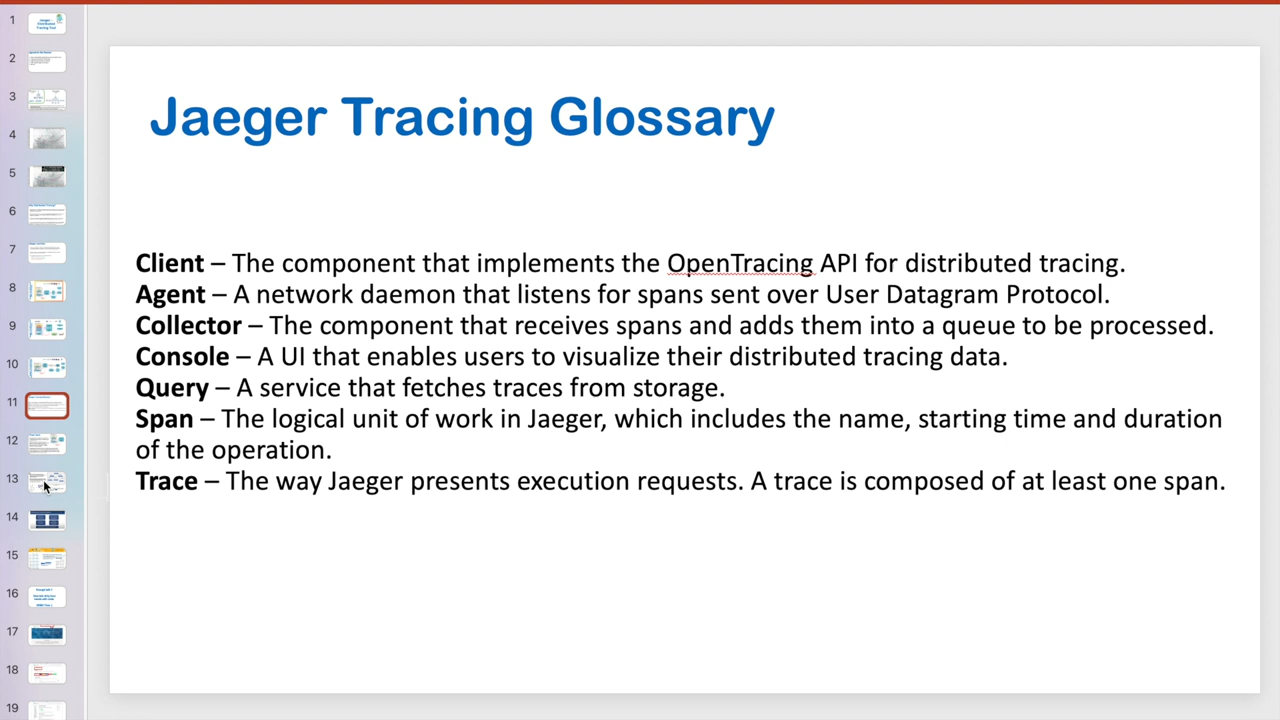 1
2
3
4
5
6
7
8
9
10
11
12
13
14
15
16
17
18
19
Jaeger Tracing Glossary
Client – The component that implements the OpenTracing API for distributed tracing.
Agent – A network daemon that listens for spans sent over User Datagram Protocol.
Collector – The component that receives spans and adds them into a queue to be processed.
Console – A UI that enables users to visualize their distributed tracing data.
Query – A service that fetches traces from storage.
Span – The logical unit of work in Jaeger, which includes the name, starting time and duration
of the operation.
Trace – The way Jaeger presents execution requests. A trace is composed of at least one span.